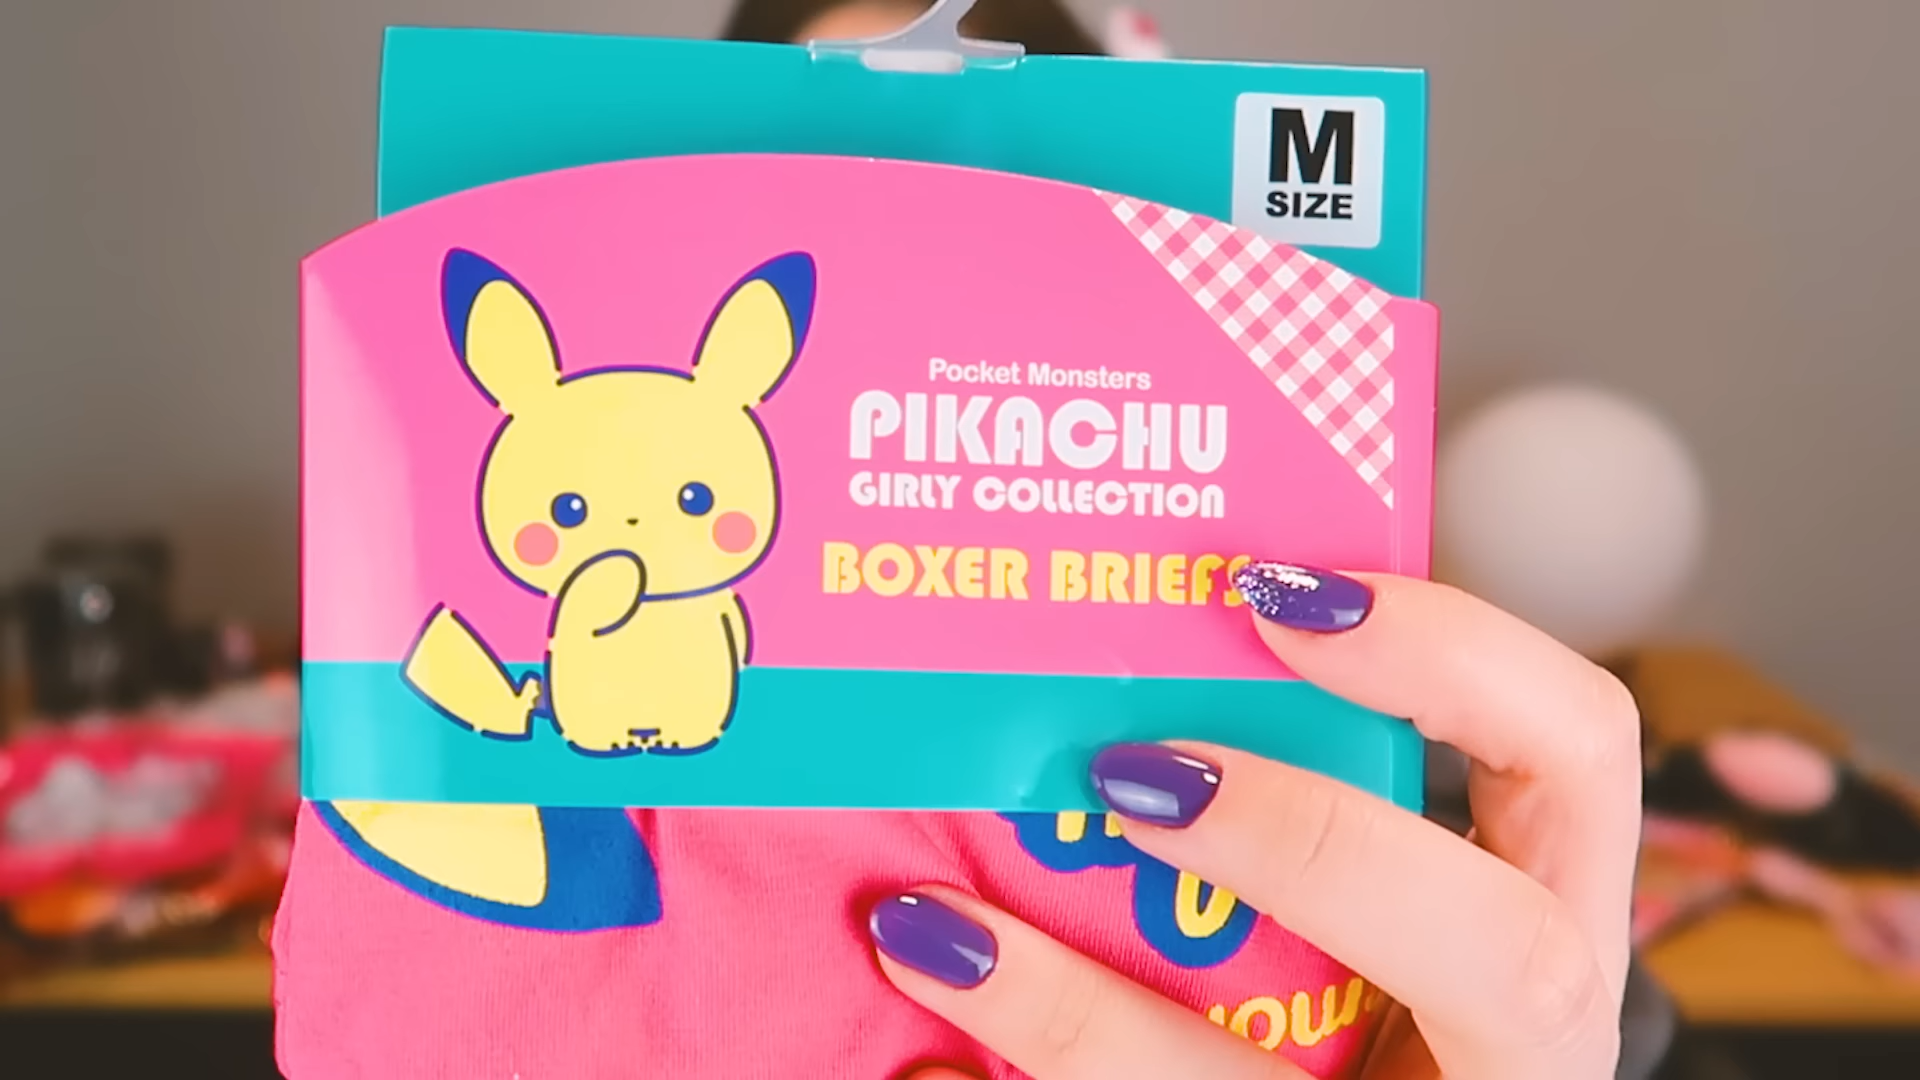 M
SIZE
Pocket Monsters
PIKACHU
GIRLY COLLECTION
BOXER BRIEFS